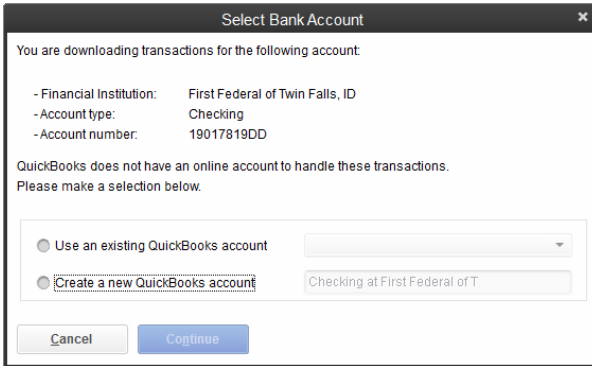 Select Bank Account
You are downloading transactions for the following account:
- Financial Institution: First Federal of Twin Falls, ID
- Account type: Checking
- Account number: 19017819DD
QuickBooks does not have an online account to handle these transactions.
Please make a selection below.
Use an existing QuickBooks account
Create a new QuickBooks account Checking at First Federal of T
Cancel Continue